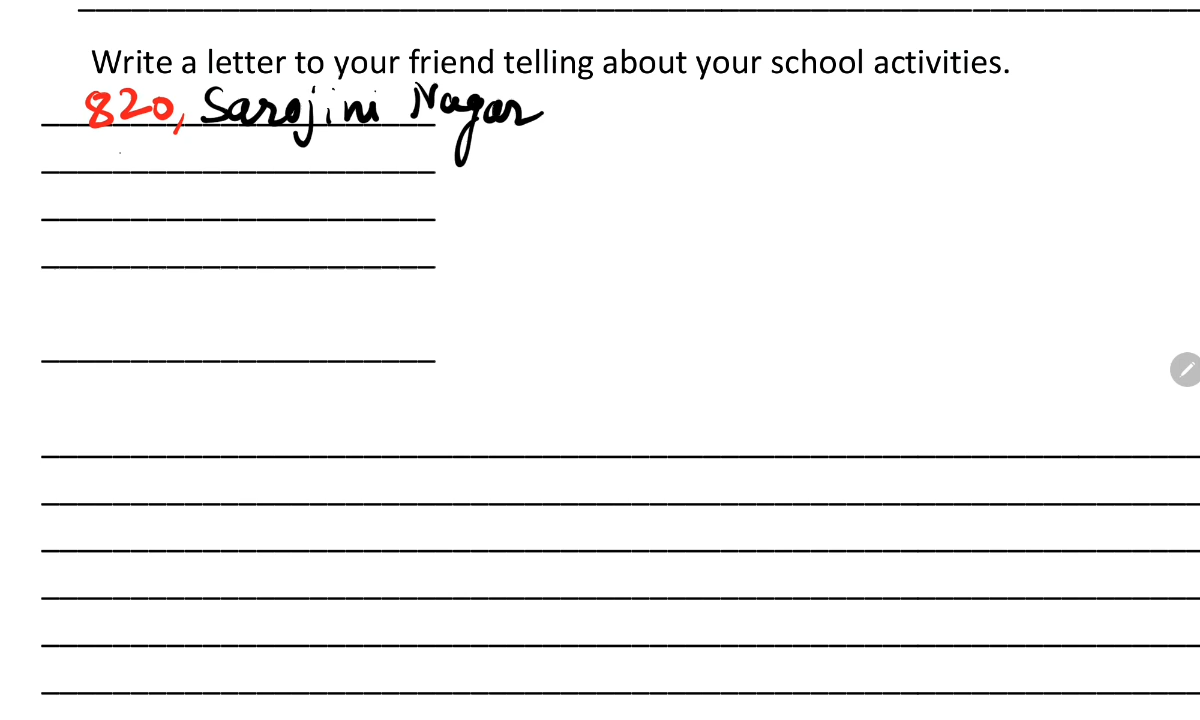 Write a letter to your friend telling about your school activities.
820, Sarojini Nagar